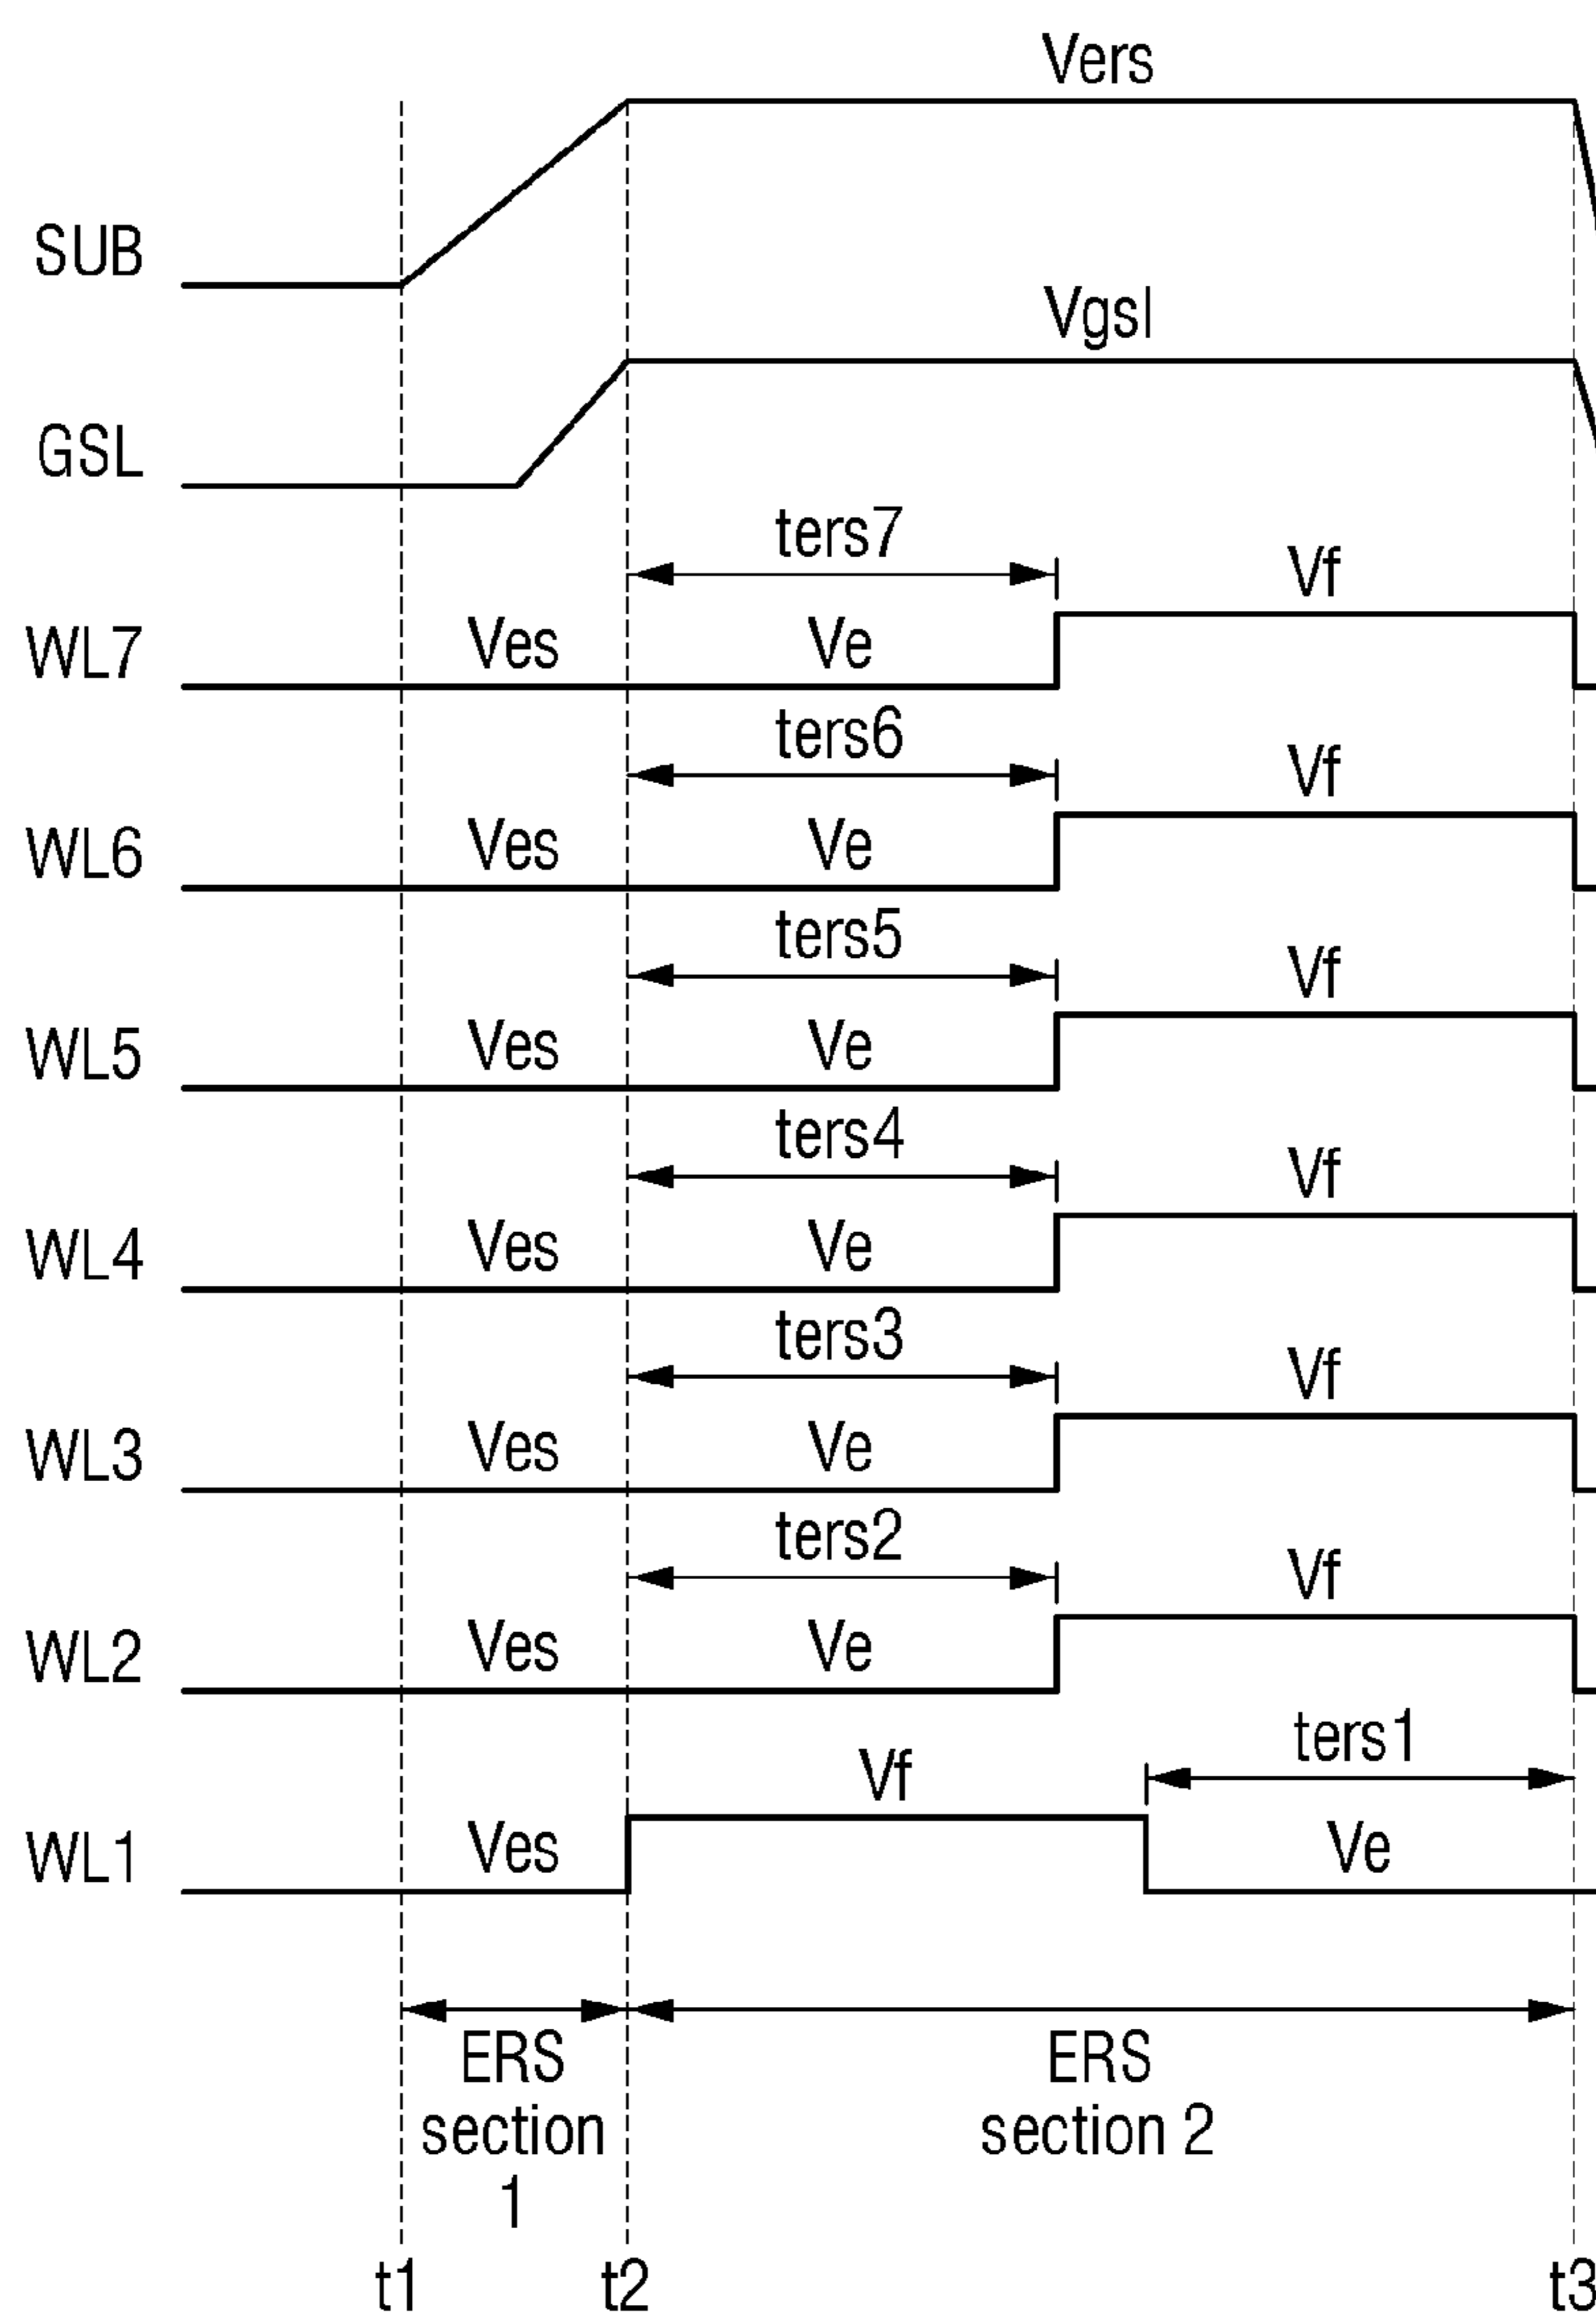 Vers
SUB
Vgsl
GSL
ters7
Vf
WL7 Ves Ve
ters6
Vf
WL6 Ves Ve
ters5
Vf
WL5 Ves Ve
ters4
Vf
WL4 Ves Ve
ters3
Vf
WL3 Ves Ve
ters2
Vf
WL2 Ves Ve
ters1
Vf
WL1 Ves Ve
ERS
section
1
ERS
section 2
t1 t2 t3